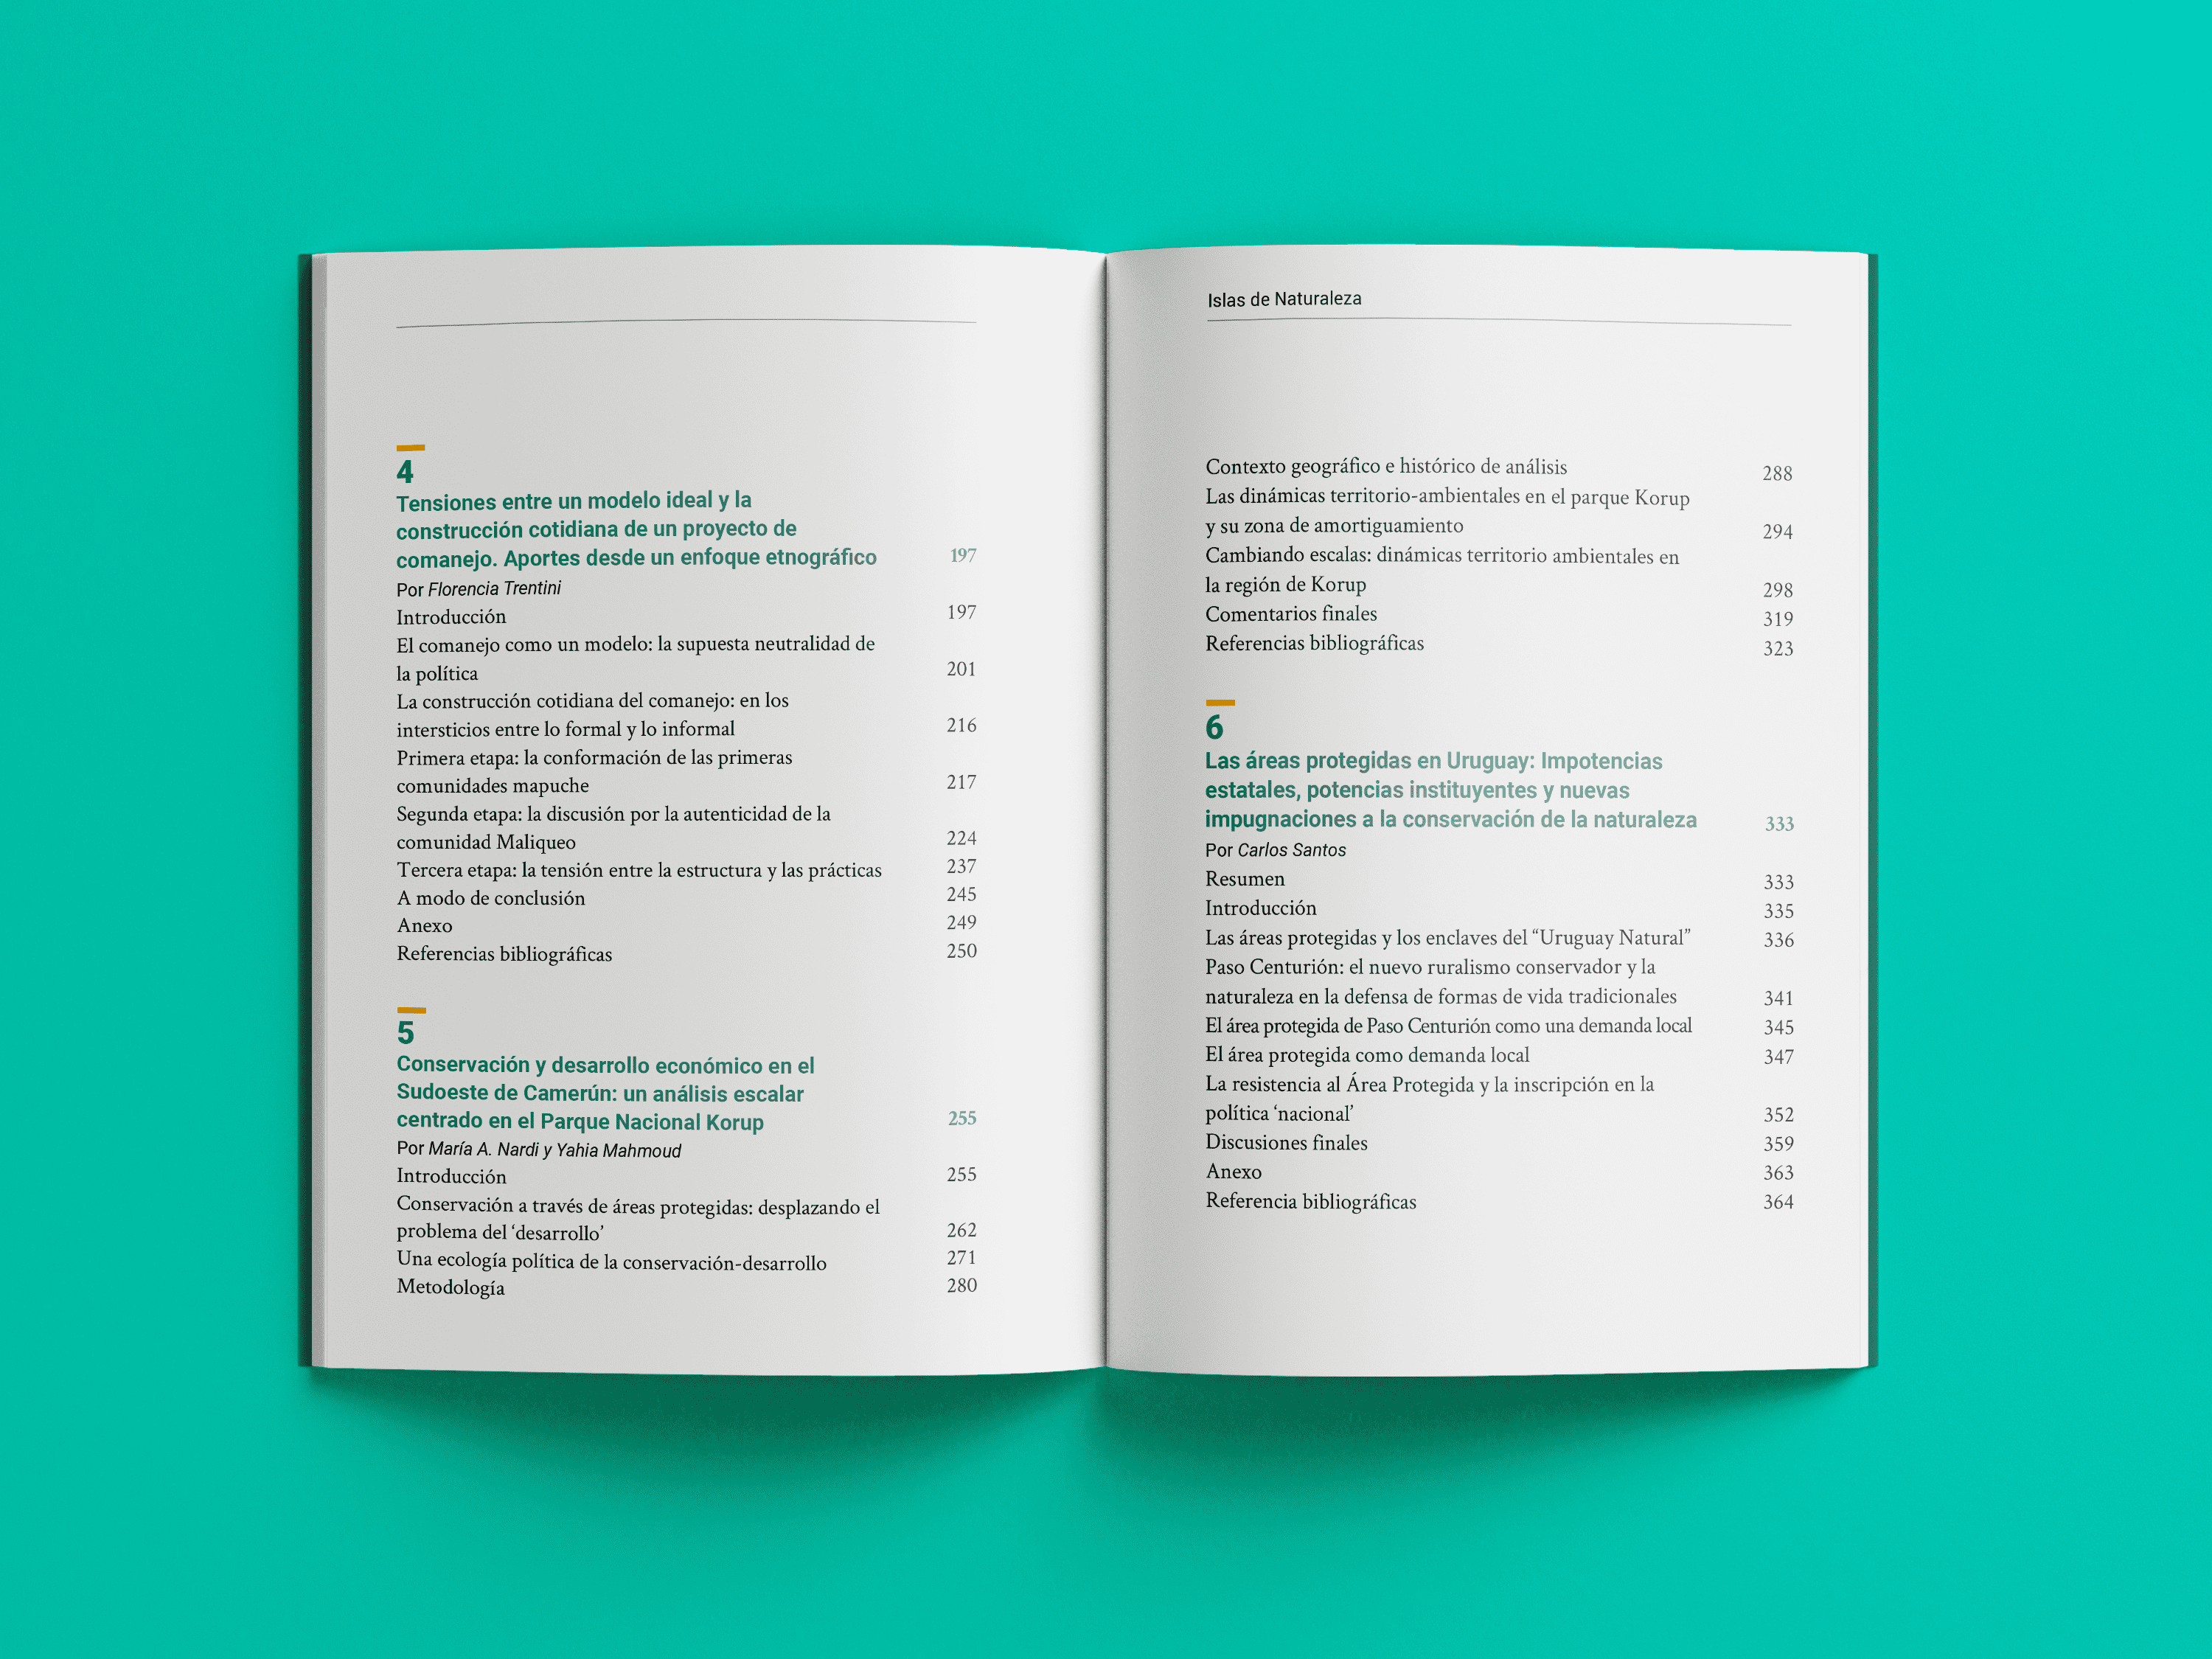 4
Tensiones entre un modelo ideal y la
construcción cotidiana de un proyecto de
comanejo. Aportes desde un enfoque etnográfico 197
Por Florencia Trentini
Introducción 197
El comanejo como un modelo: la supuesta neutralidad de
la política 201
La construcción cotidiana del comanejo: en los
intersticios entre lo formal y lo informal 216
Primera etapa: la conformación de las primeras
comunidades mapuche 217
Segunda etapa: la discusión por la autenticidad de la
comunidad Maliqueo 224
Tercera etapa: la tensión entre la estructura y las prácticas 237
A modo de conclusión 245
Anexo 249
Referencias bibliográficas 250
5
Conservación y desarrollo económico en el
Sudoeste de Camerún: un análisis escalar
centrado en el Parque Nacional Korup 255
Por María A. Nardi y Yahia Mahmoud
Introducción 255
Conservación a través de áreas protegidas: desplazando el
problema del ‘desarrollo’ 262
Una ecología política de la conservación-desarrollo 271
Metodología 280
Islas de Naturaleza
Contexto geográfico e histórico de análisis 288
Las dinámicas territorio-ambientales en el parque Korup
y su zona de amortiguamiento 294
Cambiando escalas: dinámicas territorio ambientales en
la región de Korup 298
Comentarios finales 319
Referencias bibliográficas 323
6
Las áreas protegidas en Uruguay: Impotencias
estatales, potencias instituyentes y nuevas
impugnaciones a la conservación de la naturaleza 333
Por Carlos Santos
Resumen 333
Introducción 335
Las áreas protegidas y los enclaves del “Uruguay Natural” 336
Paso Centurión: el nuevo ruralismo conservador y la
naturaleza en la defensa de formas de vida tradicionales 341
El área protegida de Paso Centurión como una demanda local 345
El área protegida como demanda local 347
La resistencia al Área Protegida y la inscripción en la
política ‘nacional’ 352
Discusiones finales 359
Anexo 363
Referencia bibliográficas 364